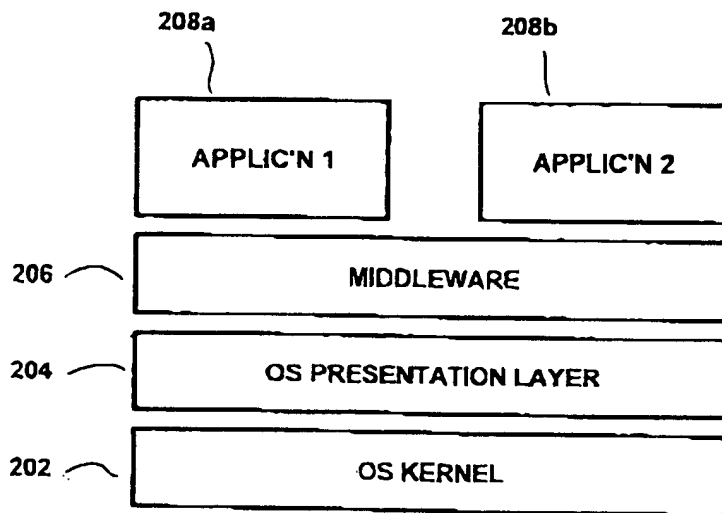 208a 208b
APPLIC'N 1 APPLIC'N 2
206 MIDDLEWARE
204 OS PRESENTATION LAYER
202 OS KERNEL